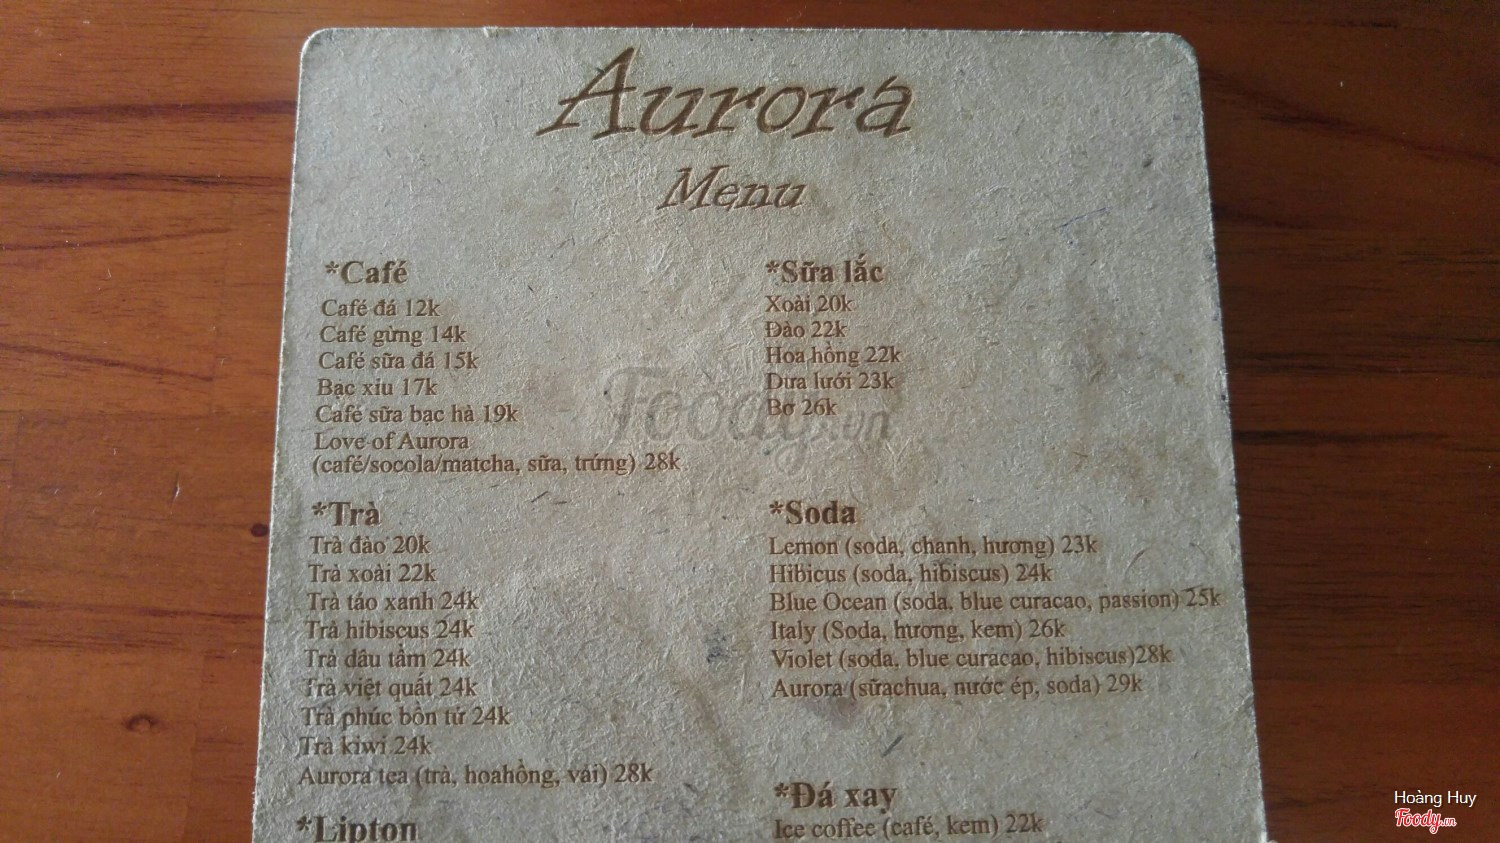 Aurora
Menu
*Café
Café đá 12k
Café gừng 14k
Café sữa đá 15k
Bạc xíu 17k
Café sữa bạc hà 19k
Love of Aurora
(café/socola/matcha, sữa, trứng) 28k
*Trà
Trà đào 20k
Trà xoài 22k
Trà táo xanh 24k
Trà hibiscus 24k
Trà dâu tằm 24k
Trà việt quất 24k
Trà phúc bồn tử 24k
Trà kiwi 24k
Aurora tea (trà, hoahồng, vải) 28k
*Lipton
*Sữa lắc
Xoài 20k
Đào 22k
Hoa hồng 22k
Dưa lưới 23k
Bơ 26k
*Soda
Lemon (soda, chanh, hương) 23k
Hibicus (soda, hibiscus) 24k
Blue Ocean (soda, blue curacao, passion) 25k
Italy (Soda, hương, kem) 26k
Violet (soda, blue curacao, hibiscus)28k
Aurora (sữachua, nước ép, soda) 29k
*Đá xay
Ice coffee (café, kem) 22k
Foody.vn
Hoàng Huy
Foody.vn